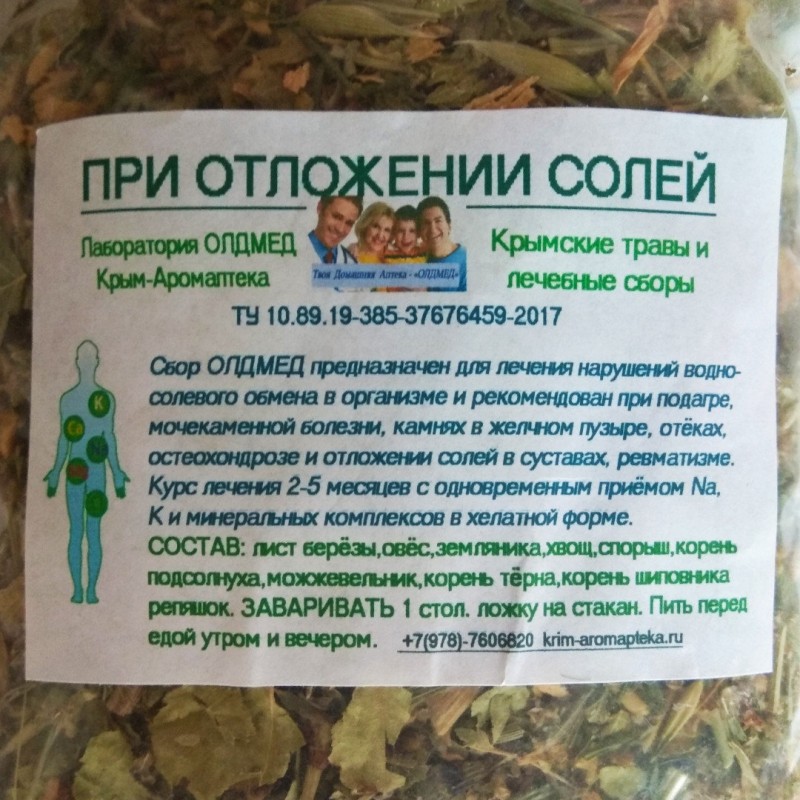 ПРИ ОТЛОЖЕНИИ СОЛЕЙ
Лаборатория ОЛДМЕД
Крым-Аромаптека
Твоя Домашняя Аптека - «ОЛДМЕД»
Крымские травы и
лечебные сборы
ТУ 10.89.19-385-37676459-2017
K
Ca
Сбор ОЛДМЕД предназначен для лечения нарушений водно-
солевого обмена в организме и рекомендован при подагре,
мочекаменной болезни, камнях в желчном пузыре, отёках,
остеохондрозе и отложении солей в суставах, ревматизме.
Курс лечения 2-5 месяцев с одновременным приёмом Na,
К и минеральных комплексов в хелатной форме.
СОСТАВ: лист берёзы,овёс,земляника,хвощ,спорыш,корень
подсолнуха,можжевельник,корень тёрна,корень шиповника
репяшок. ЗАВАРИВАТЬ 1 стол. ложку на стакан. Пить перед
едой утром и вечером. +7(978)-7606820 krim-aromapteka.ru